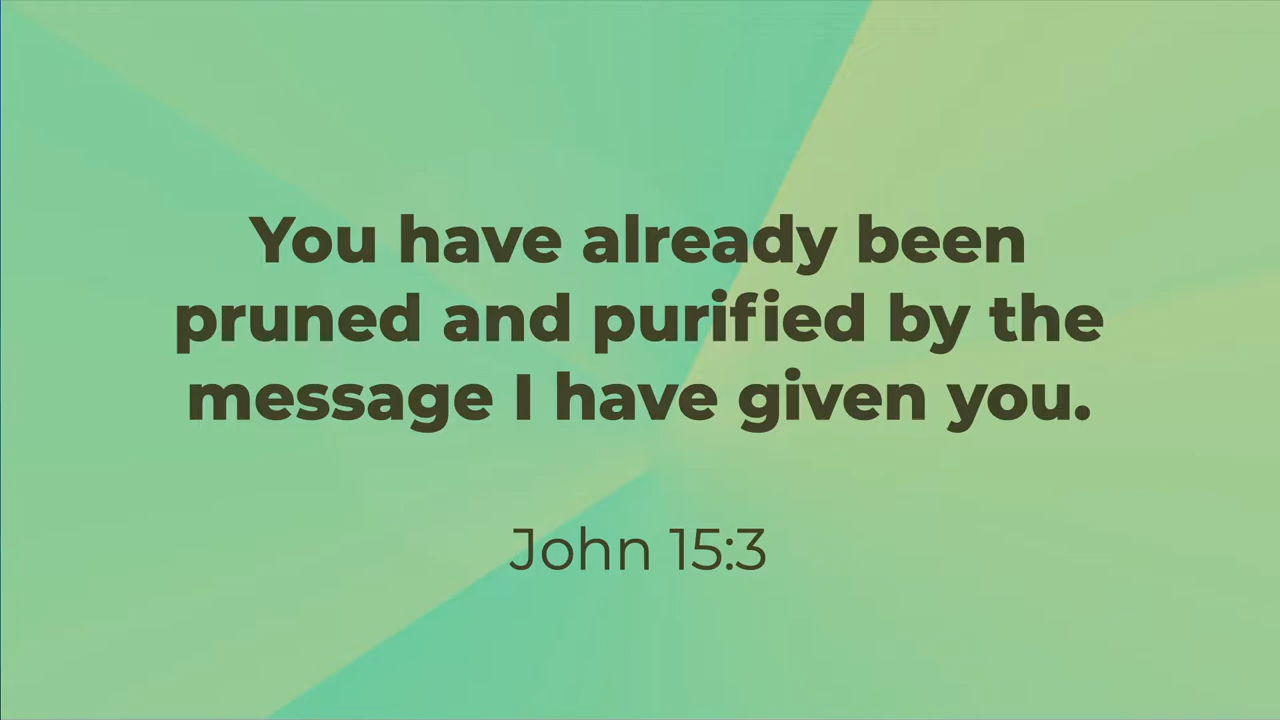 You have already been
pruned and purified by the
message I have given you.
John 15:3